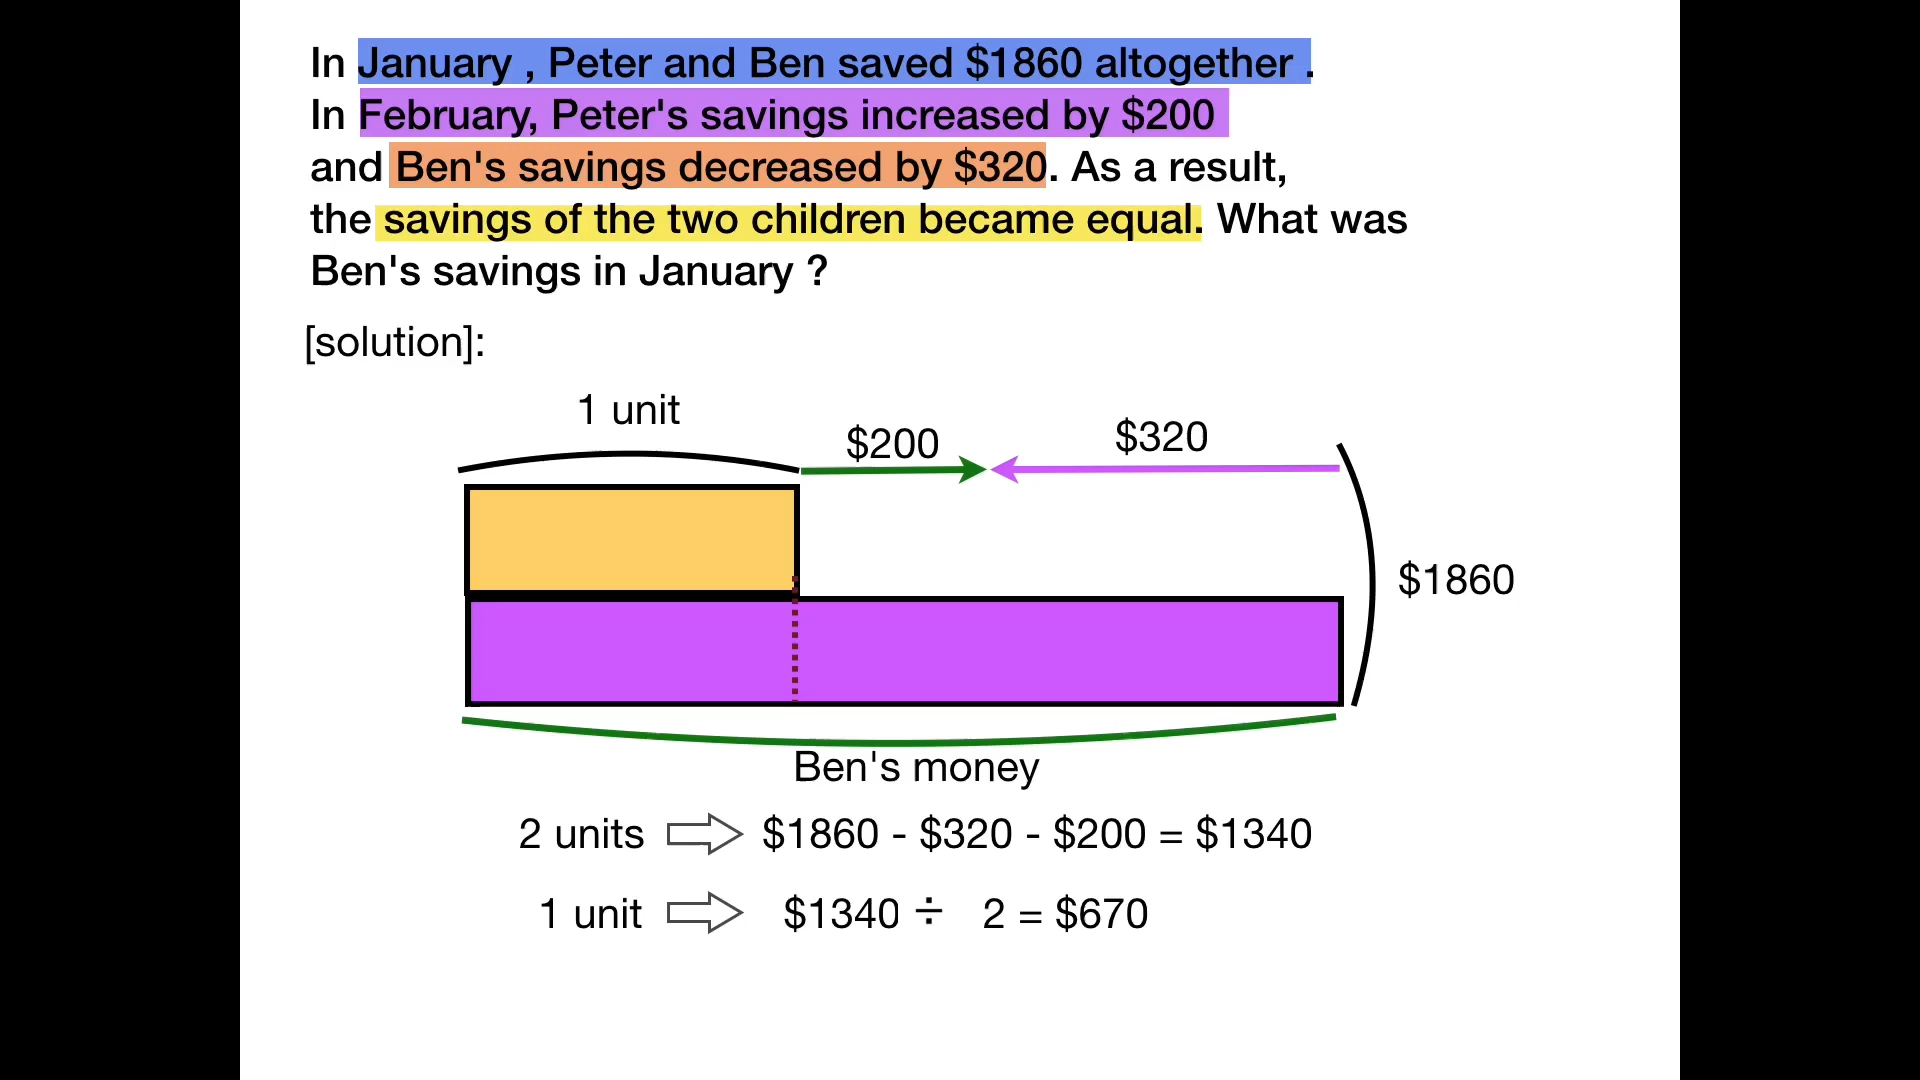 In January , Peter and Ben saved $1860 altogether .
In February, Peter's savings increased by $200
and Ben's savings decreased by $320. As a result,
the savings of the two children became equal. What was
Ben's savings in January ?
[solution]:
1 unit
$200
$320
$1860
Ben's money
2 units $1860 - $320 - $200 = $1340
1 unit $1340 ÷ 2 = $670